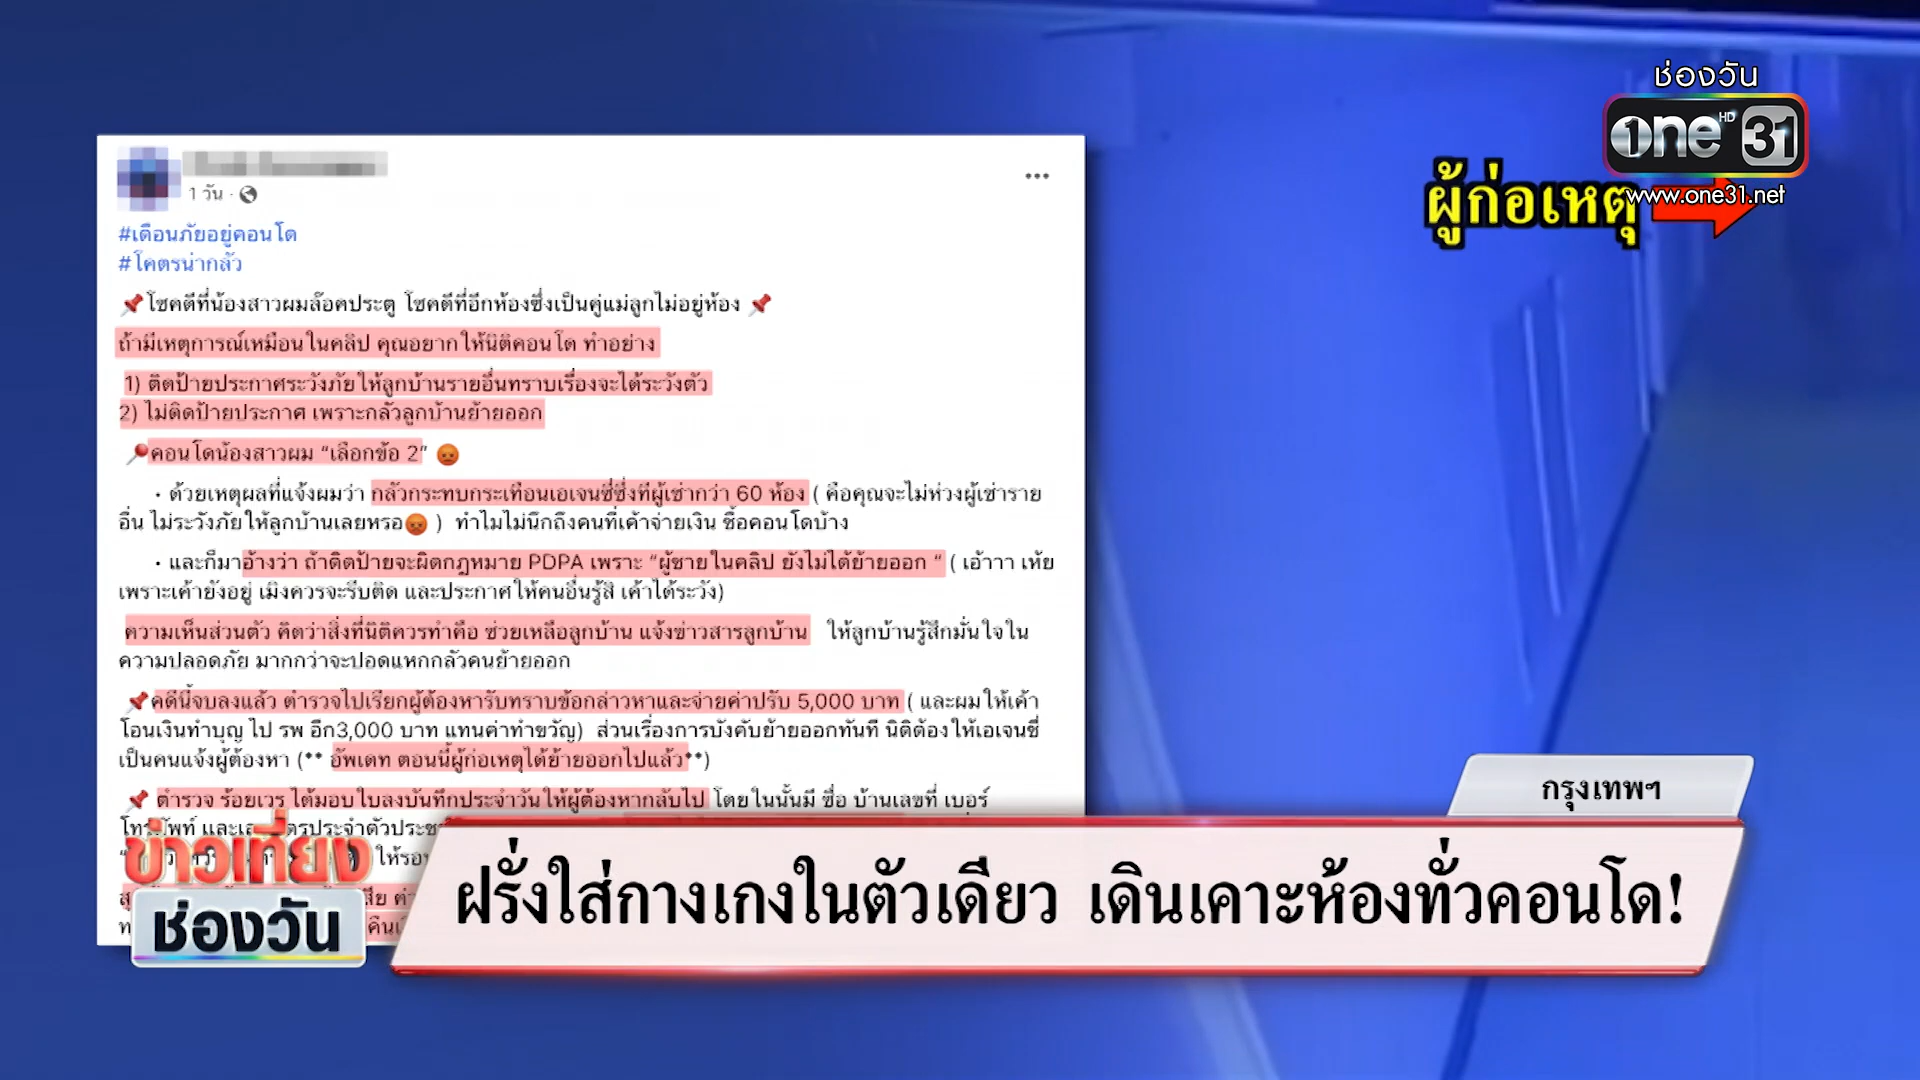 ช่องวัน
one HD 31
www.one31.net
ผู้ก่อเหตุ
1 วัน ·
#เตือนภัยอยู่คอนโด
#โคตรน่ากลัว
โชคดีที่น้องสาวผมล๊อคประตู โชคดีที่อีกห้องซึ่งเป็นคู่แม่ลูกไม่อยู่ห้อง
ถ้ามีเหตุการณ์เหมือนในคลิป คุณอยากให้นิติคอนโด ทำอย่าง
1) ติดป้ายประกาศระวังภัยให้ลูกบ้านรายอื่นทราบเรื่องจะได้ระวังตัว
2) ไม่ติดป้ายประกาศ เพราะกลัวลูกบ้านย้ายออก
คอนโดน้องสาวผม “เลือกข้อ 2”
• ด้วยเหตุผลที่แจ้งผมว่า กลัวกระทบกระเทือนเอเจนซี่ซึ่งทีผู้เช่ากว่า 60 ห้อง ( คือคุณจะไม่ห่วงผู้เช่าราย
อื่น ไม่ระวังภัยให้ลูกบ้านเลยหรอ ) ทำไมไม่นึกถึงคนที่เค้าจ่ายเงิน ซื้อคอนโดบ้าง
• และก็มาอ้างว่า ถ้าติดป้ายจะผิดกฎหมาย PDPA เพราะ “ผู้ชายในคลิป ยังไม่ได้ย้ายออก “ ( เอ้าาา เห้ย
เพราะเค้ายังอยู่ เมิงควรจะรีบติด และประกาศให้คนอื่นรู้สิ เค้าได้ระวัง)
ความเห็นส่วนตัว คิดว่าสิ่งที่นิติควรทำคือ ช่วยเหลือลูกบ้าน แจ้งข่าวสารลูกบ้าน ให้ลูกบ้านรู้สึกมั่นใจใน
ความปลอดภัย มากกว่าจะปอดแหกกลัวคนย้ายออก
คดีนี้จบลงแล้ว ตำรวจไปเรียกผู้ต้องหารับทราบข้อกล่าวหาและจ่ายค่าปรับ 5,000 บาท ( และผมให้เค้า
โอนเงินทำบุญ ไป รพ อีก3,000 บาท แทนค่าทำขวัญ) ส่วนเรื่องการบังคับย้ายออกทันที นิติต้องให้เอเจนซี่
เป็นคนแจ้งผู้ต้องหา (** อัพเดท ตอนนี้ผู้ก่อเหตุได้ย้ายออกไปแล้ว**)
ตำรวจ ร้อยเวร ได้มอบใบลงบันทึกประจำวันให้ผู้ต้องหากลับไป โดยในนั้นมี ชื่อ บ้านเลขที่ เบอร์
กรุงเทพฯ
ข่าวเที่ยง
ช่องวัน
ฝรั่งใส่กางเกงในตัวเดียว เดินเคาะห้องทั่วคอนโด!